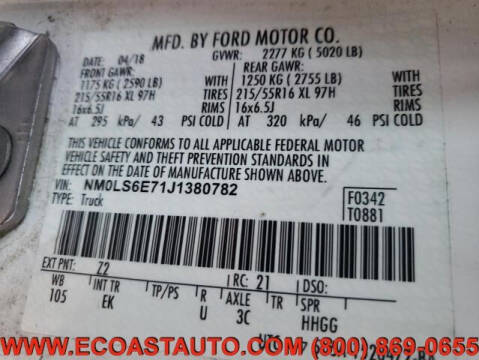 MFD. BY FORD MOTOR CO.
DATE: 04/18 GVWR: 2277 KG ( 5020 LB)
FRONT GAWR: REAR GAWR:
1175 KG ( 2590 LB) WITH 1250 KG ( 2755 LB) WITH
215/55R16 XL 97H TIRES 215/55R16 XL 97H TIRES
16x6.5J RIMS 16x6.5J RIMS
AT 295 kPa/ 43 PSI COLD AT 320 kPa/ 46 PSI COLD
THIS VEHICLE CONFORMS TO ALL APPLICABLE FEDERAL MOTOR
VEHICLE SAFETY AND THEFT PREVENTION STANDARDS IN EFFECT ON THE
DATE OF MANUFACTURE SHOWN ABOVE.
VIN: NM0LS6E71J1380782 F0342
TYPE: Truck T0881
EXT PNT: Z2 RC: 21 DSO:
WB INT TR TP/PS R AXLE TR SPR
105 EK U 3C HHGG
WWW.ECOASTAUTO.COM - (800) 869-0655